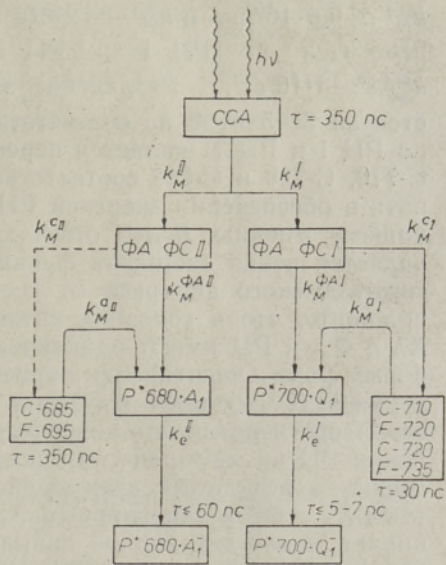 hν
ССА τ = 350 пс
k_M^II k_M^I
k_M^cII ФА ФС II ФА ФС I k_M^cI
k_M^ФА II k_M^ФА I
k_M^aII k_M^aI
P*680·A₁ P*700·Q₁
C-685
F-695
τ = 350 пс
C-710
F-720
C-720
F-735
τ = 30 пс
k_e^II k_e^I
τ ≤ 60 пс τ ≤ 5-7 пс
P*680·A₁⁻ P*700·Q₁⁻